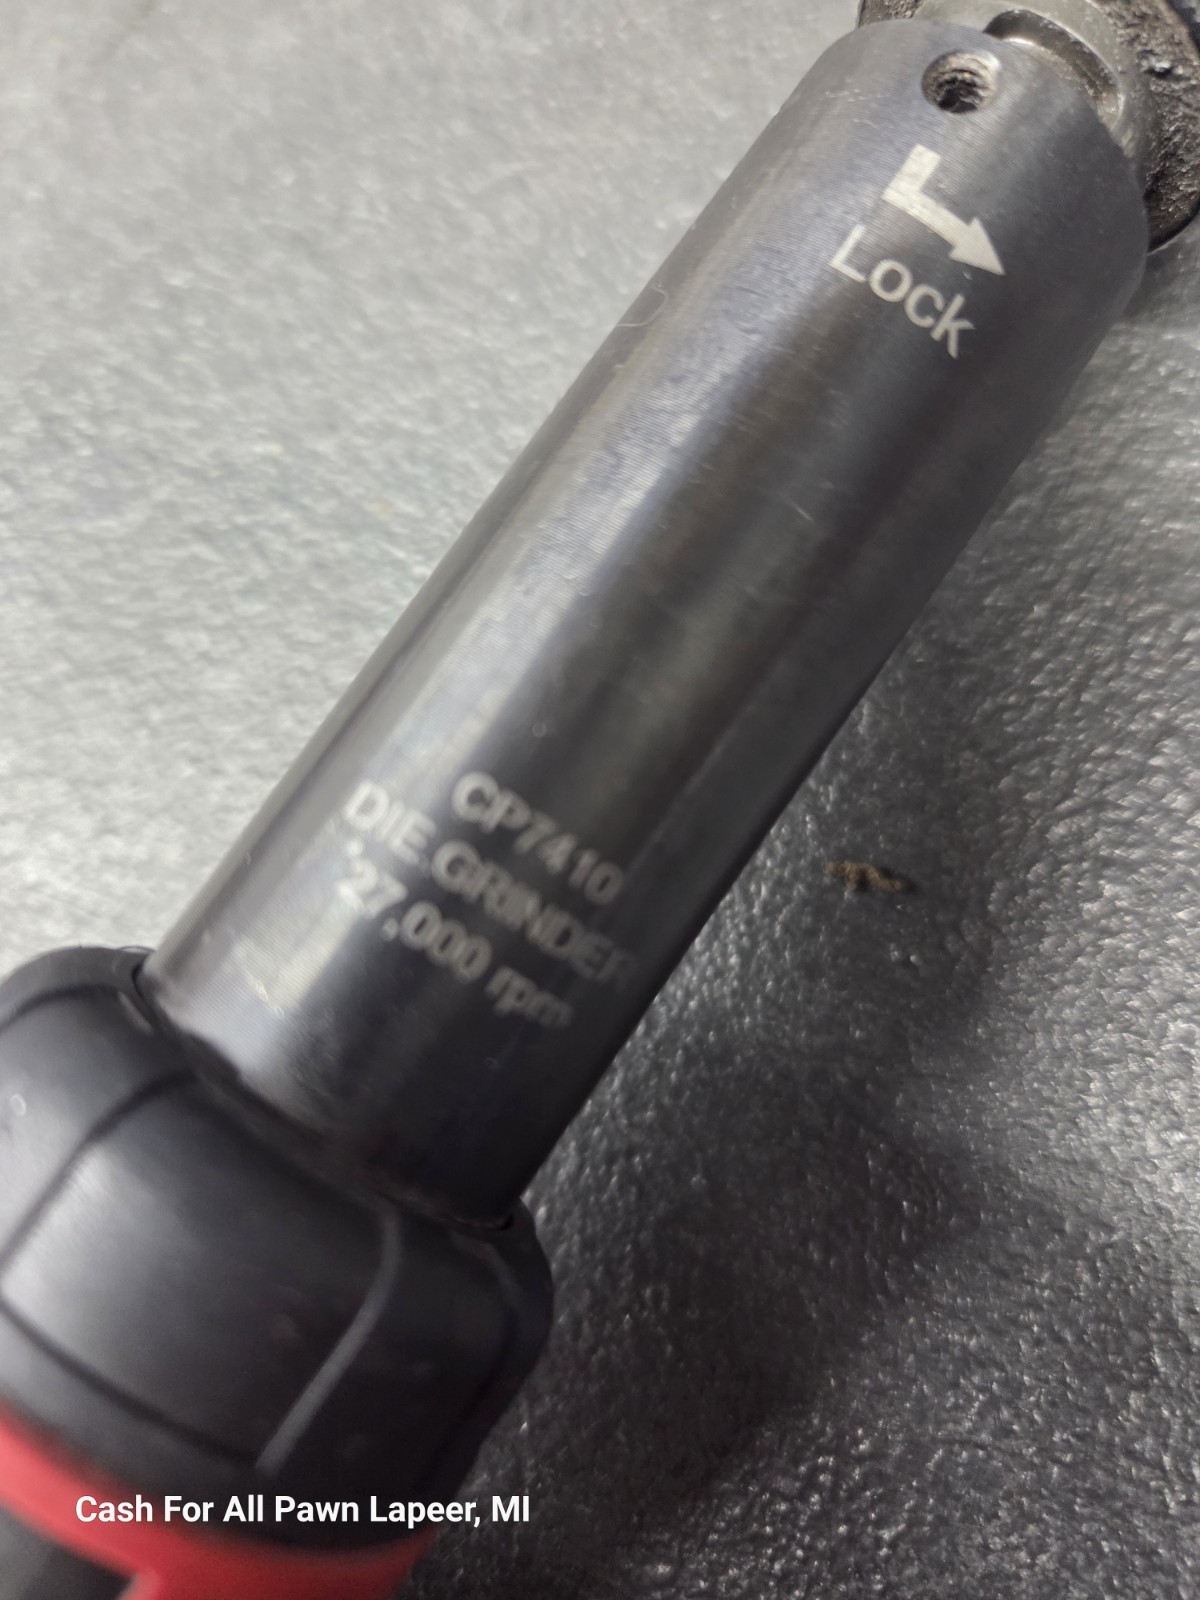 Lock
CP7410
DIE GRINDER
27,000 rpm
Cash For All Pawn Lapeer, MI